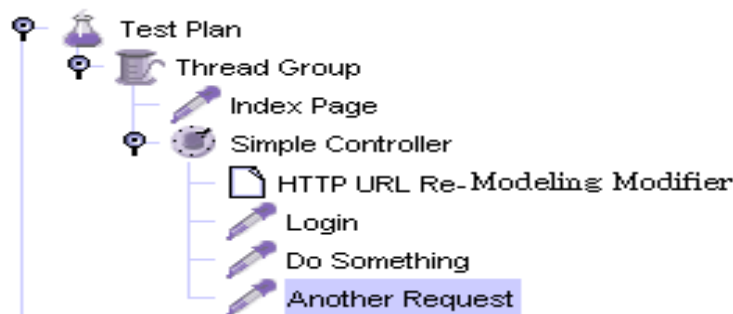 Test Plan
Thread Group
Index Page
Simple Controller
HTTP URL Re-Modeling Modifier
Login
Do Something
Another Request